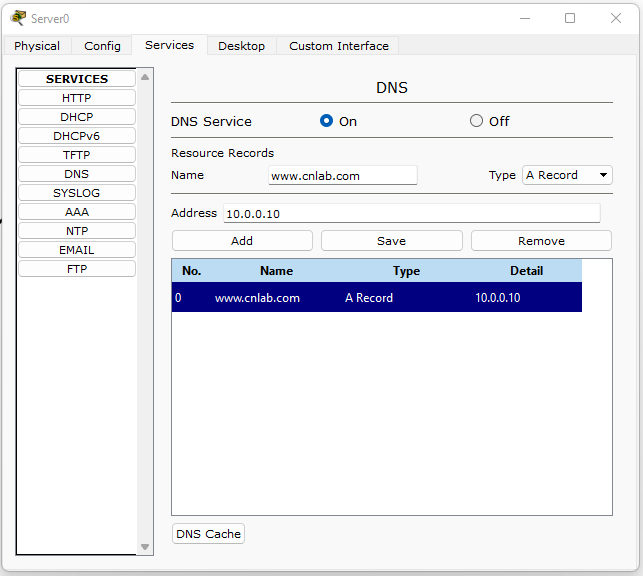 Server0
Physical Config Services Desktop Custom Interface
SERVICES
HTTP
DHCP
DHCPv6
TFTP
DNS
SYSLOG
AAA
NTP
EMAIL
FTP
DNS
DNS Service On Off
Resource Records
Name www.cnlab.com Type A Record
Address 10.0.0.10
Add Save Remove
No. Name Type Detail
0 www.cnlab.com A Record 10.0.0.10
DNS Cache